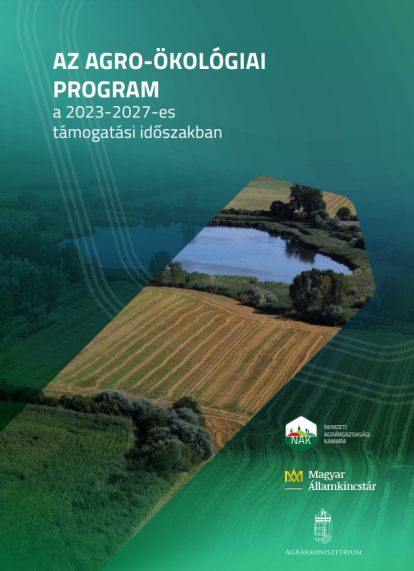 AZ AGRO-ÖKOLÓGIAI
PROGRAM
a 2023-2027-es
támogatási időszakban
NAK
NEMZETI
AGRÁRGAZDASÁGI
KAMARA
Magyar
Államkincstár
AGRÁRMINISZTÉRIUM